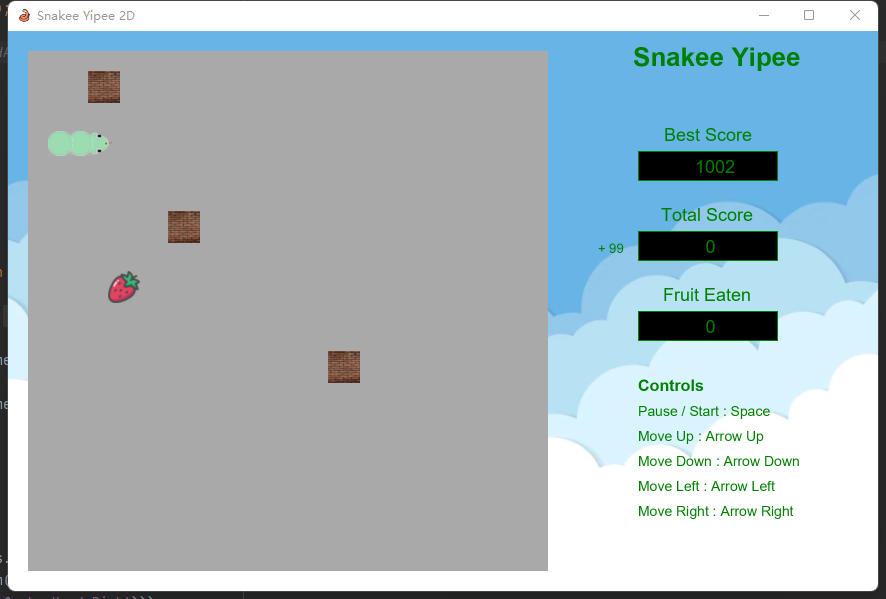 Snakee Yipee 2D
Snakee Yipee
Best Score
1002
Total Score
+ 99
0
Fruit Eaten
0
Controls
Pause / Start : Space
Move Up : Arrow Up
Move Down : Arrow Down
Move Left : Arrow Left
Move Right : Arrow Right